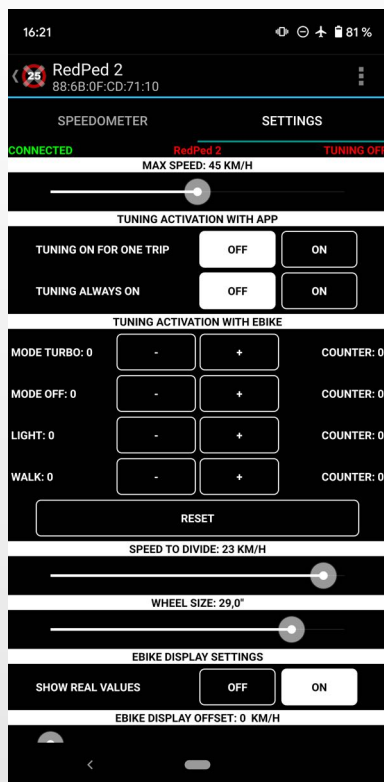 16:21
81 %
25
RedPed 2
88:6B:0F:CD:71:10
SPEEDOMETER SETTINGS
CONNECTED RedPed 2 TUNING OFF
MAX SPEED: 45 KM/H
TUNING ACTIVATION WITH APP
TUNING ON FOR ONE TRIP OFF ON
TUNING ALWAYS ON OFF ON
TUNING ACTIVATION WITH EBIKE
MODE TURBO: 0 - + COUNTER: 0
MODE OFF: 0 - + COUNTER: 0
LIGHT: 0 - + COUNTER: 0
WALK: 0 - + COUNTER: 0
RESET
SPEED TO DIVIDE: 23 KM/H
WHEEL SIZE: 29,0"
EBIKE DISPLAY SETTINGS
SHOW REAL VALUES OFF ON
EBIKE DISPLAY OFFSET: 0 KM/H